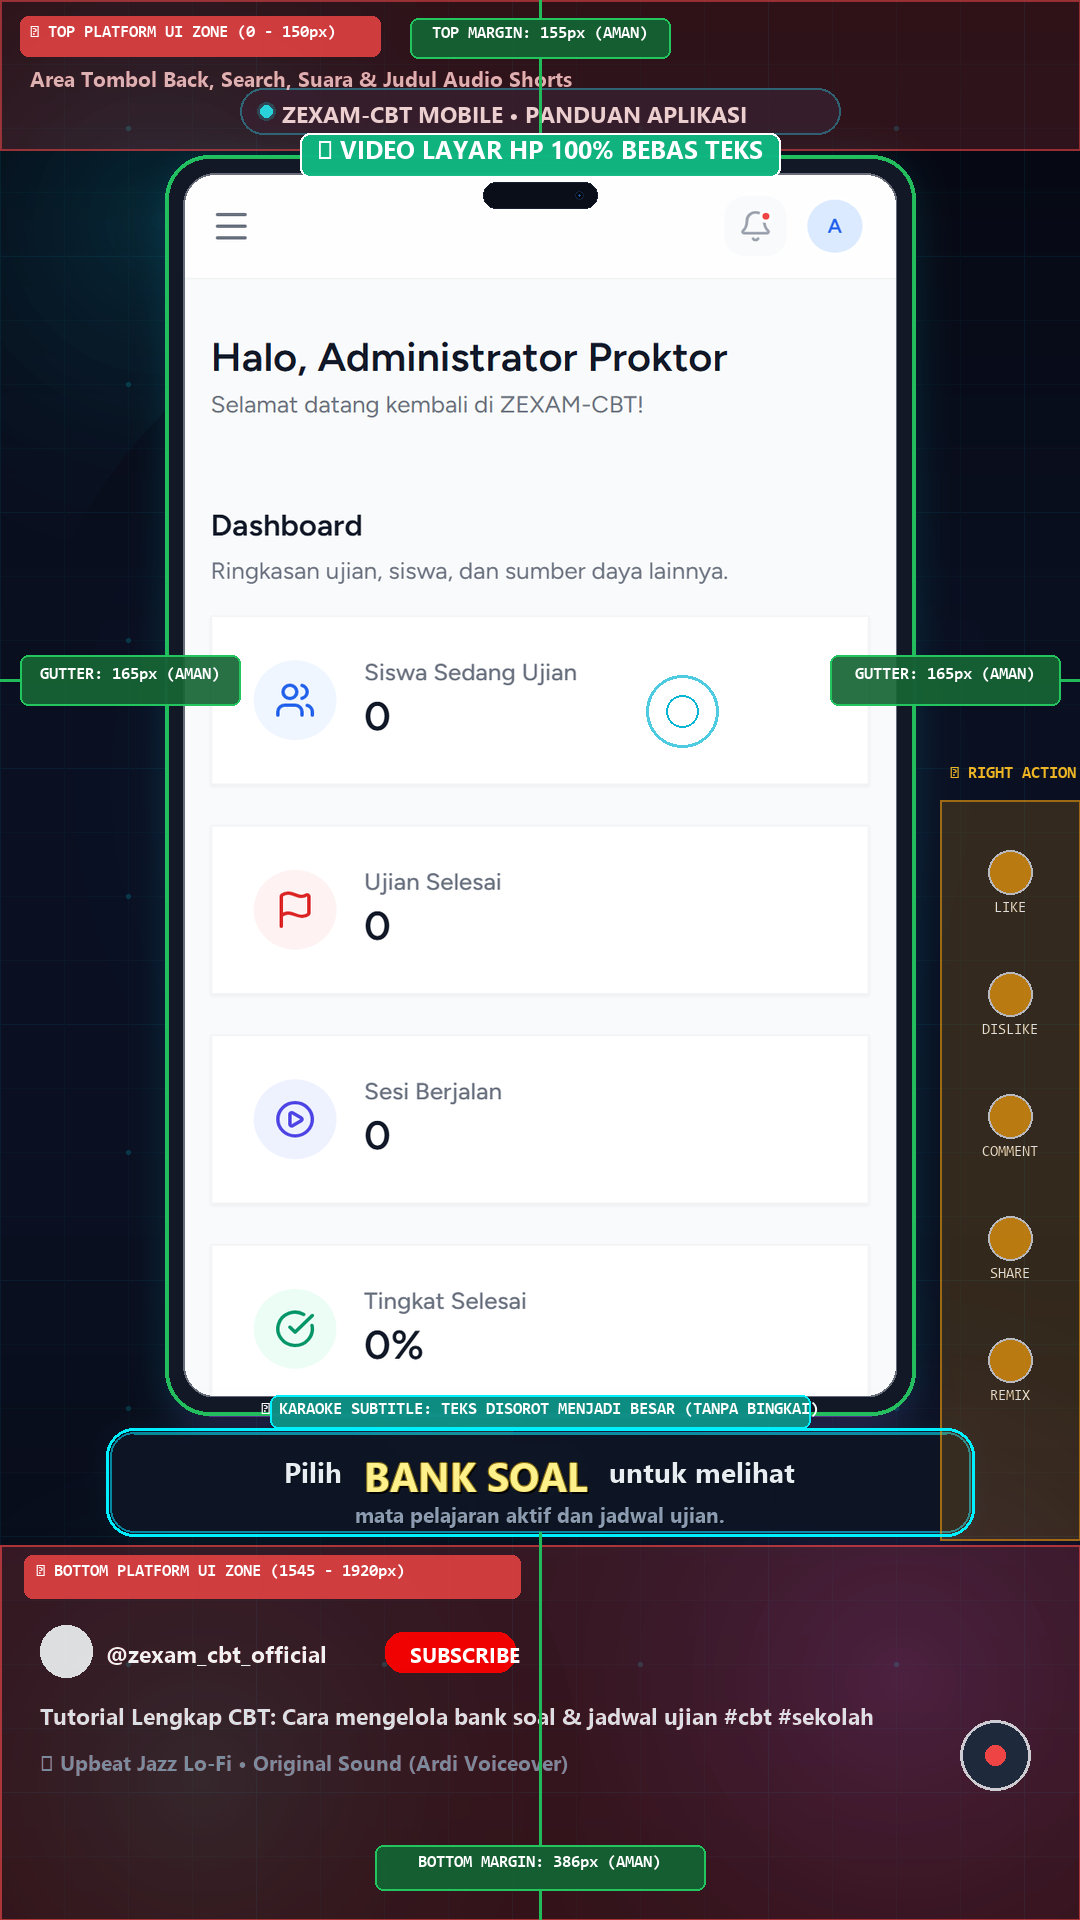 TOP PLATFORM UI ZONE (0 - 150px)
TOP MARGIN: 155px (AMAN)
Area Tombol Back, Search, Suara & Judul Audio Shorts
ZEXAM-CBT MOBILE • PANDUAN APLIKASI
VIDEO LAYAR HP 100% BEBAS TEKS
A
Halo, Administrator Proktor
Selamat datang kembali di ZEXAM-CBT!
Dashboard
Ringkasan ujian, siswa, dan sumber daya lainnya.
GUTTER: 165px (AMAN)
Siswa Sedang Ujian
0
GUTTER: 165px (AMAN)
RIGHT ACTION
Ujian Selesai
0
LIKE
DISLIKE
Sesi Berjalan
0
COMMENT
SHARE
Tingkat Selesai
0%
REMIX
KARAOKE SUBTITLE: TEKS DISOROT MENJADI BESAR (TANPA BINGKAI)
Pilih BANK SOAL untuk melihat
mata pelajaran aktif dan jadwal ujian.
BOTTOM PLATFORM UI ZONE (1545 - 1920px)
@zexam_cbt_official
SUBSCRIBE
Tutorial Lengkap CBT: Cara mengelola bank soal & jadwal ujian #cbt #sekolah
Upbeat Jazz Lo-Fi • Original Sound (Ardi Voiceover)
BOTTOM MARGIN: 386px (AMAN)